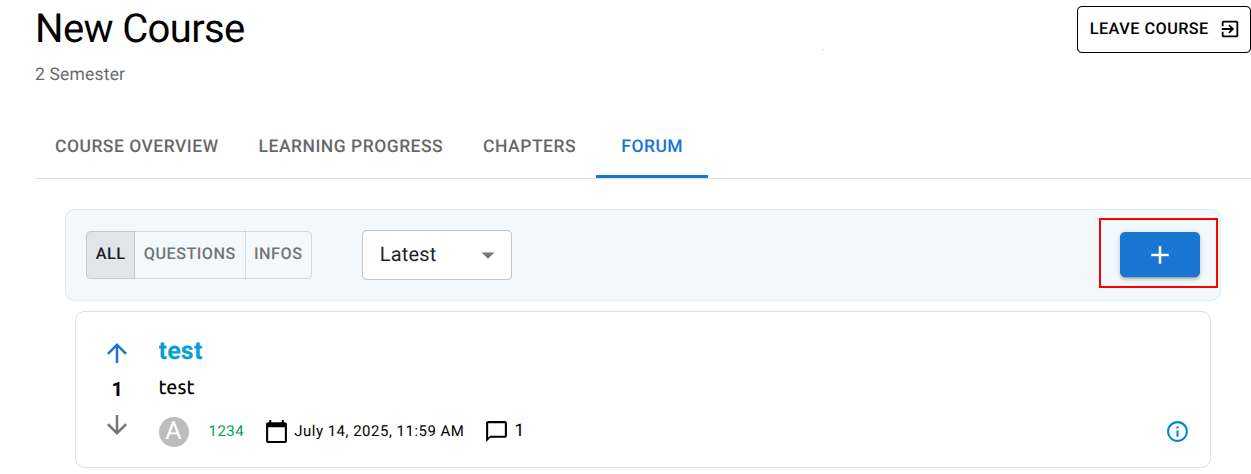 New Course
LEAVE COURSE
2 Semester
COURSE OVERVIEW LEARNING PROGRESS CHAPTERS FORUM
ALL QUESTIONS INFOS Latest +
test
1 test
A 1234 July 14, 2025, 11:59 AM 1